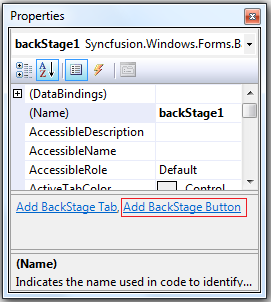 Properties
backStage1 Syncfusion.Windows.Forms.B
(DataBindings)
(Name) backStage1
AccessibleDescription
AccessibleName
AccessibleRole Default
ActiveTabColor Control
Add BackStage Tab, Add BackStage Button
(Name)
Indicates the name used in code to identify...